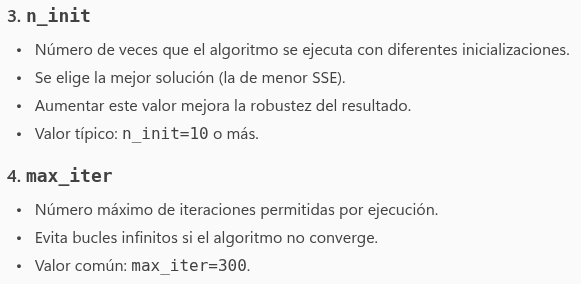 3. n_init
• Número de veces que el algoritmo se ejecuta con diferentes inicializaciones.
• Se elige la mejor solución (la de menor SSE).
• Aumentar este valor mejora la robustez del resultado.
• Valor típico: n_init=10 o más.
4. max_iter
• Número máximo de iteraciones permitidas por ejecución.
• Evita bucles infinitos si el algoritmo no converge.
• Valor común: max_iter=300.